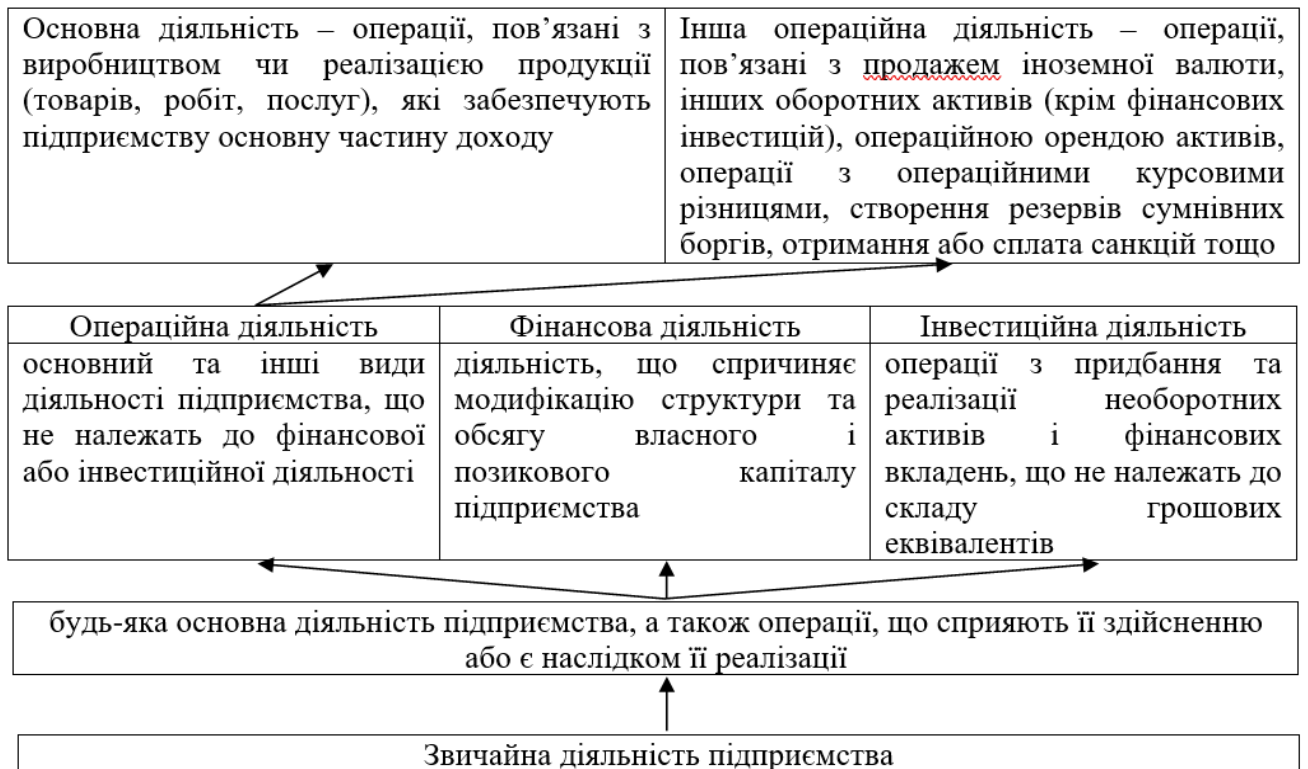 Основна діяльність – операції, пов’язані з
виробництвом чи реалізацією продукції
(товарів, робіт, послуг), які забезпечують
підприємству основну частину доходу
Інша операційна діяльність – операції,
пов’язані з продажем іноземної валюти,
інших оборотних активів (крім фінансових
інвестицій), операційною орендою активів,
операції з операційними курсовими
різницями, створення резервів сумнівних
боргів, отримання або сплата санкцій тощо
Операційна діяльність
основний та інші види
діяльності підприємства, що
не належать до фінансової
або інвестиційної діяльності
Фінансова діяльність
діяльність, що спричиняє
модифікацію структури та
обсягу власного і
позикового капіталу
підприємства
Інвестиційна діяльність
операції з придбання та
реалізації необоротних
активів і фінансових
вкладень, що не належать до
складу грошових
еквівалентів
будь-яка основна діяльність підприємства, а також операції, що сприяють її здійсненню
або є наслідком її реалізації
Звичайна діяльність підприємства